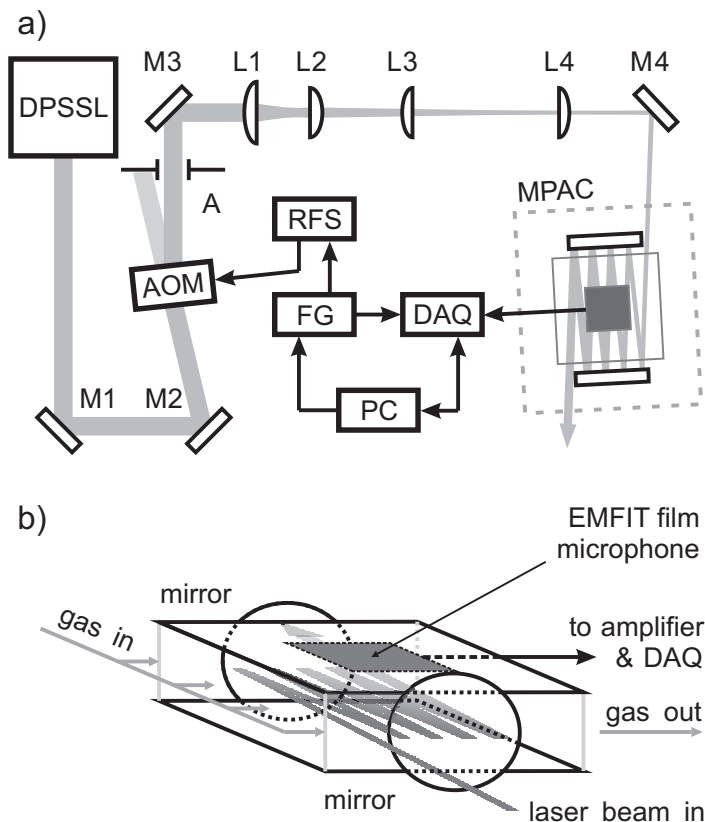 a)
M3 L1 L2 L3 L4 M4
DPSSL
A
MPAC
RFS
AOM
FG DAQ
M1 M2
PC
b)
EMFIT film
microphone
mirror
gas in
to amplifier
& DAQ
gas out
mirror
laser beam in